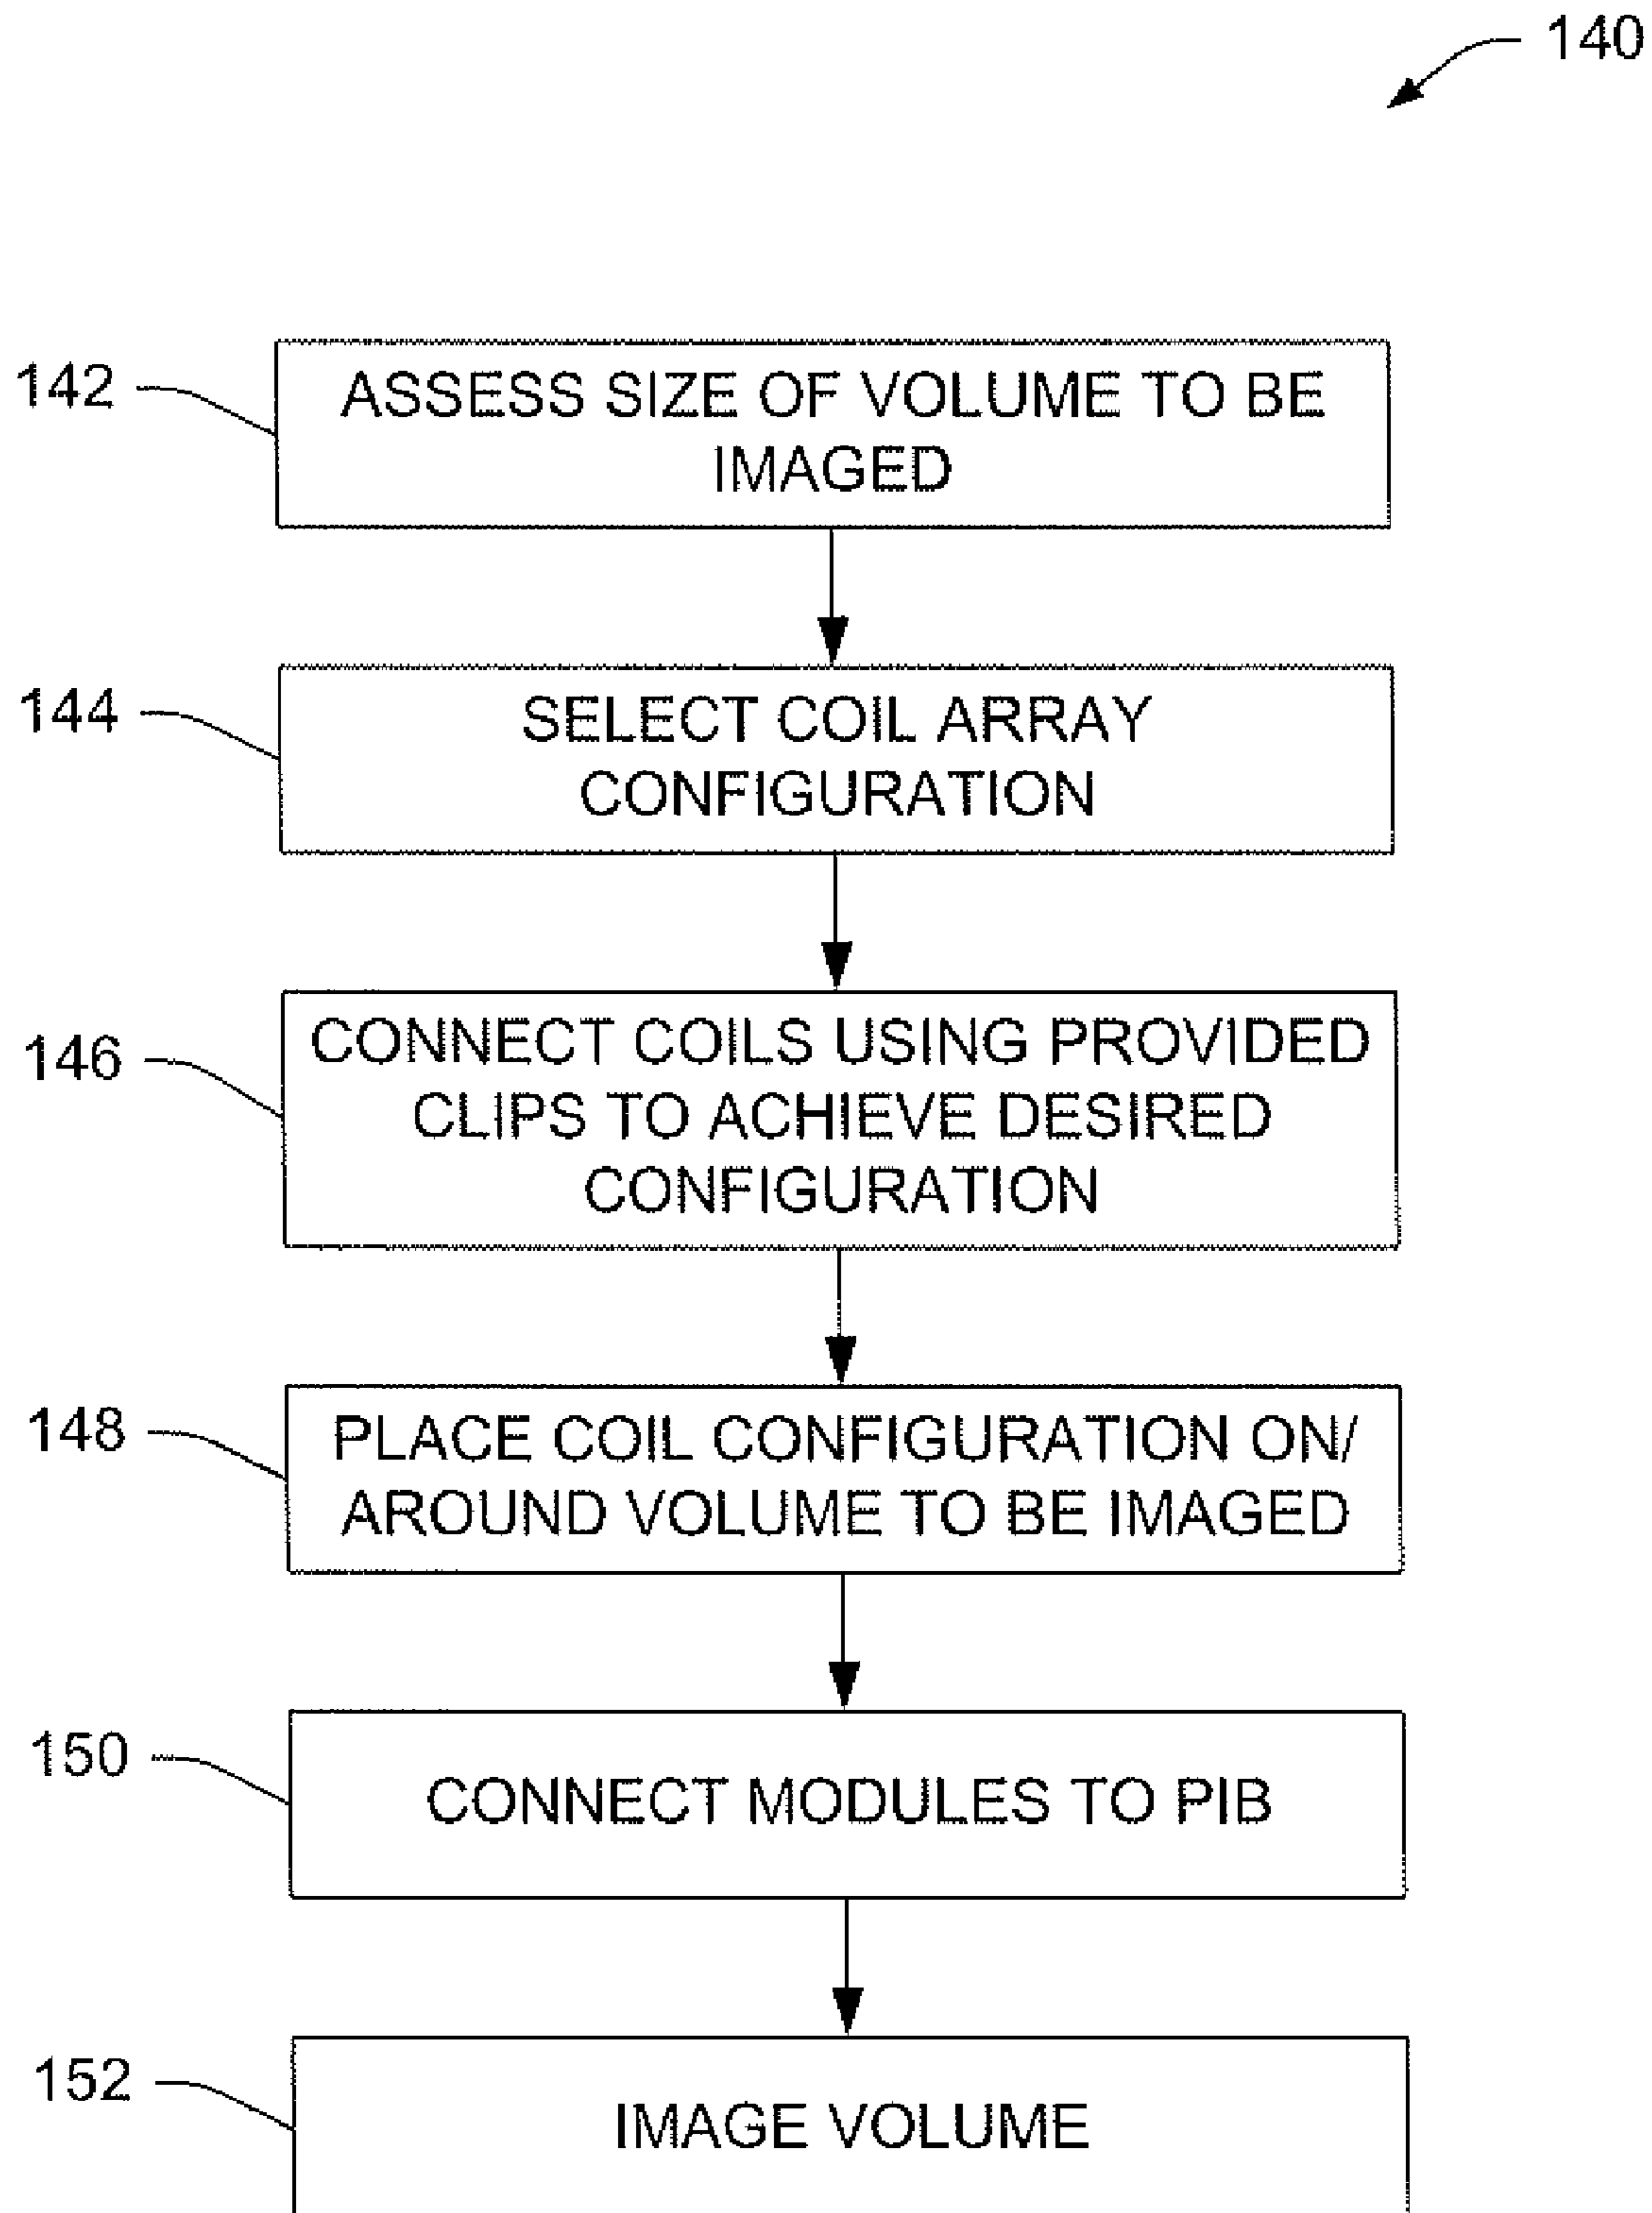 140
142
ASSESS SIZE OF VOLUME TO BE
IMAGED
144
SELECT COIL ARRAY
CONFIGURATION
146
CONNECT COILS USING PROVIDED
CLIPS TO ACHIEVE DESIRED
CONFIGURATION
148
PLACE COIL CONFIGURATION ON/
AROUND VOLUME TO BE IMAGED
150
CONNECT MODULES TO PIB
152
IMAGE VOLUME